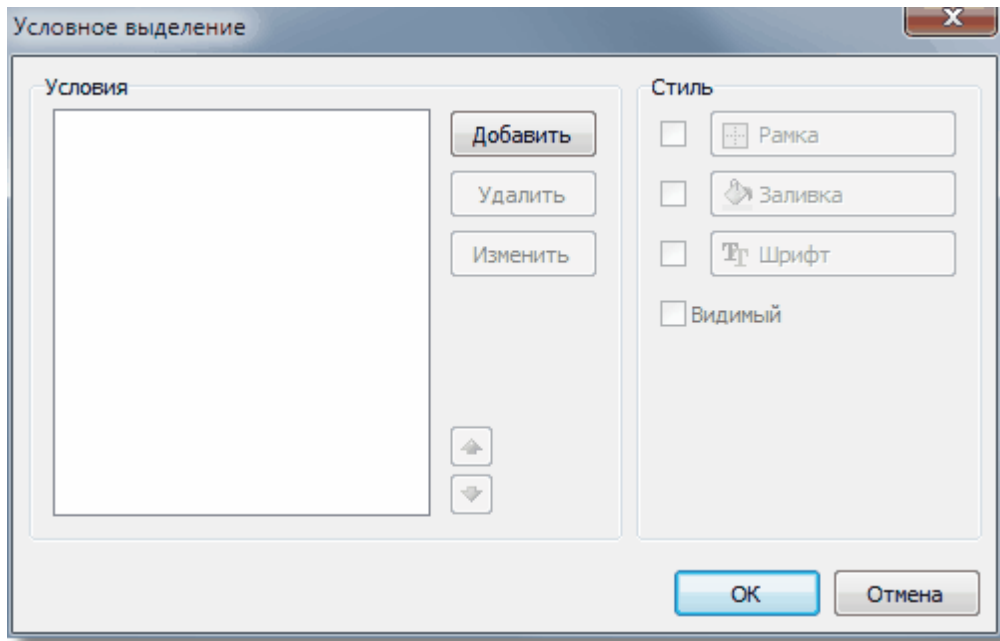 Условное выделение
Условия
Добавить
Удалить
Изменить
Стиль
Рамка
Заливка
Шрифт
Видимый
OK
Отмена